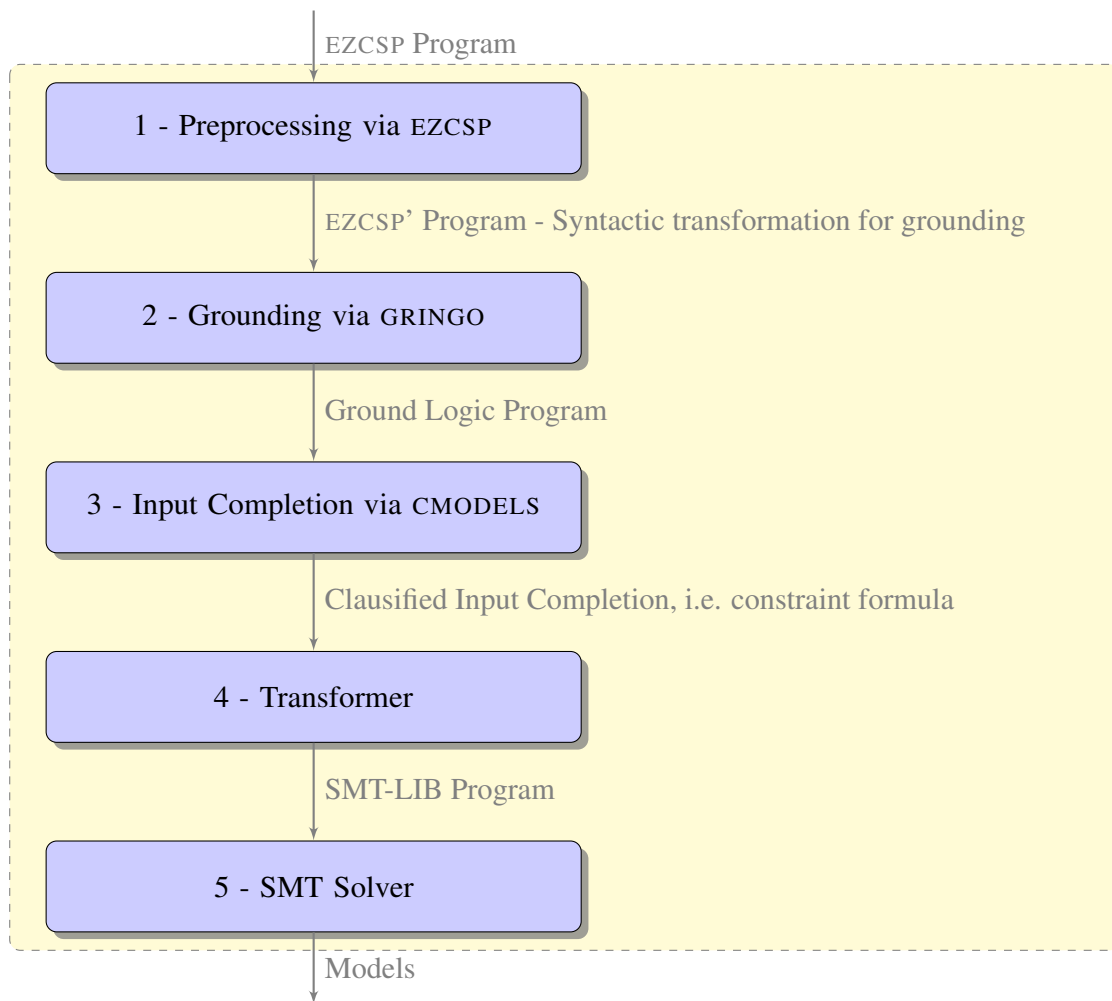 EZCSP Program
1 - Preprocessing via EZCSP
EZCSP’ Program - Syntactic transformation for grounding
2 - Grounding via GRINGO
Ground Logic Program
3 - Input Completion via CMODELS
Clausified Input Completion, i.e. constraint formula
4 - Transformer
SMT-LIB Program
5 - SMT Solver
Models